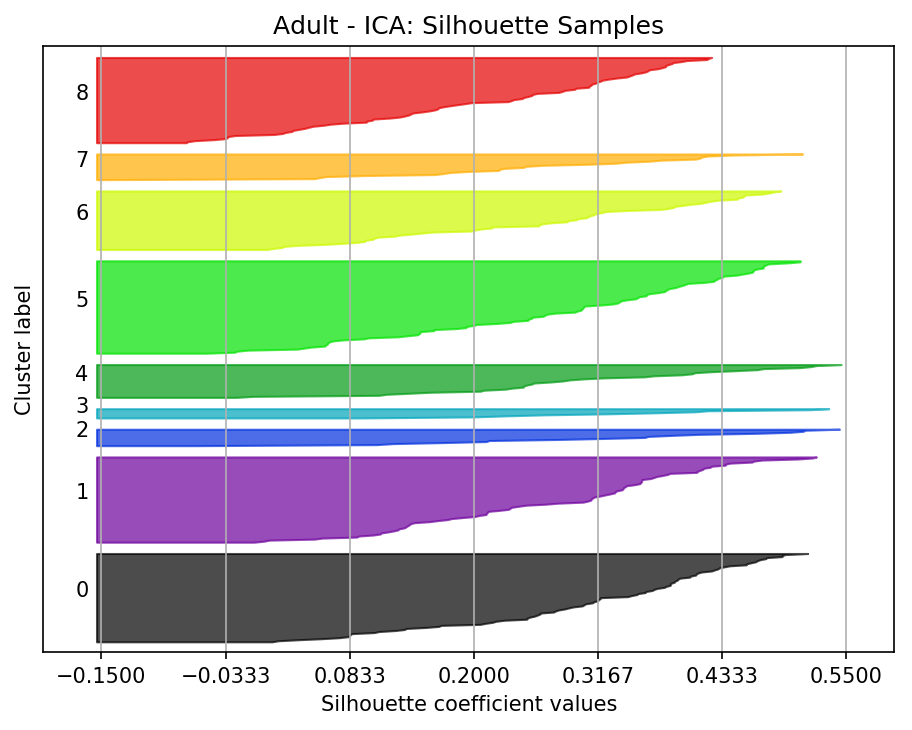 Adult - ICA: Silhouette Samples
Cluster label
8
7
6
5
4
3
2
1
0
−0.1500 −0.0333 0.0833 0.2000 0.3167 0.4333 0.5500
Silhouette coefficient values